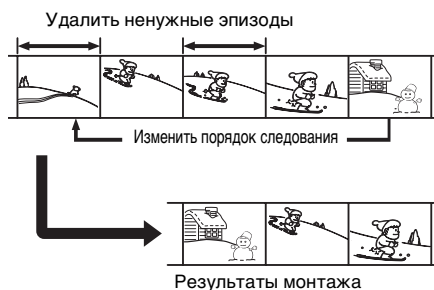 Удалить ненужные эпизоды
Изменить порядок следования
Результаты монтажа